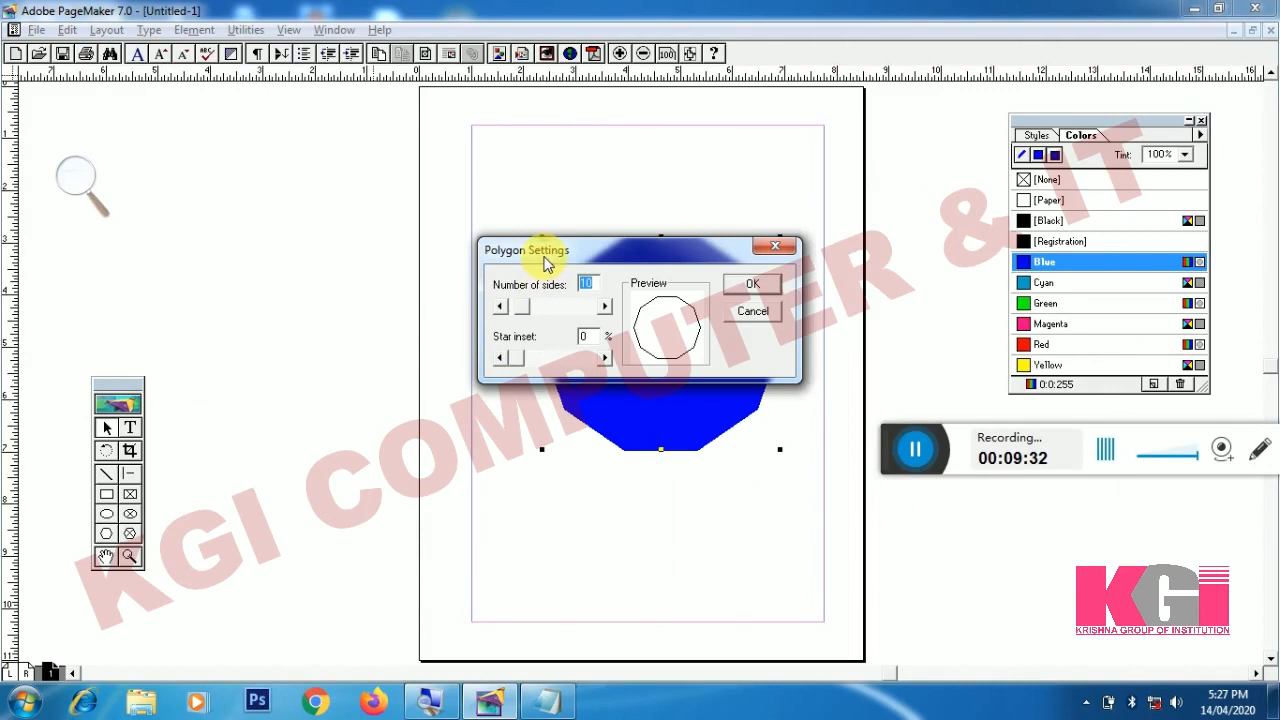 Adobe PageMaker 7.0 - [Untitled-1]
File Edit Layout Type Element Utilities View Window Help
Styles Colors
Tint: 100%
[None]
[Paper]
[Black]
[Registration]
Blue
Cyan
Green
Magenta
Red
Yellow
0:0:255
Polygon Settings
Number of sides: 10
Preview
OK
Cancel
Star inset: 0 %
Recording...
00:09:32
KGI COMPUTER & IT
KGi
KRISHNA GROUP OF INSTITUTION
L R 1
Ps
5:27 PM
14/04/2020